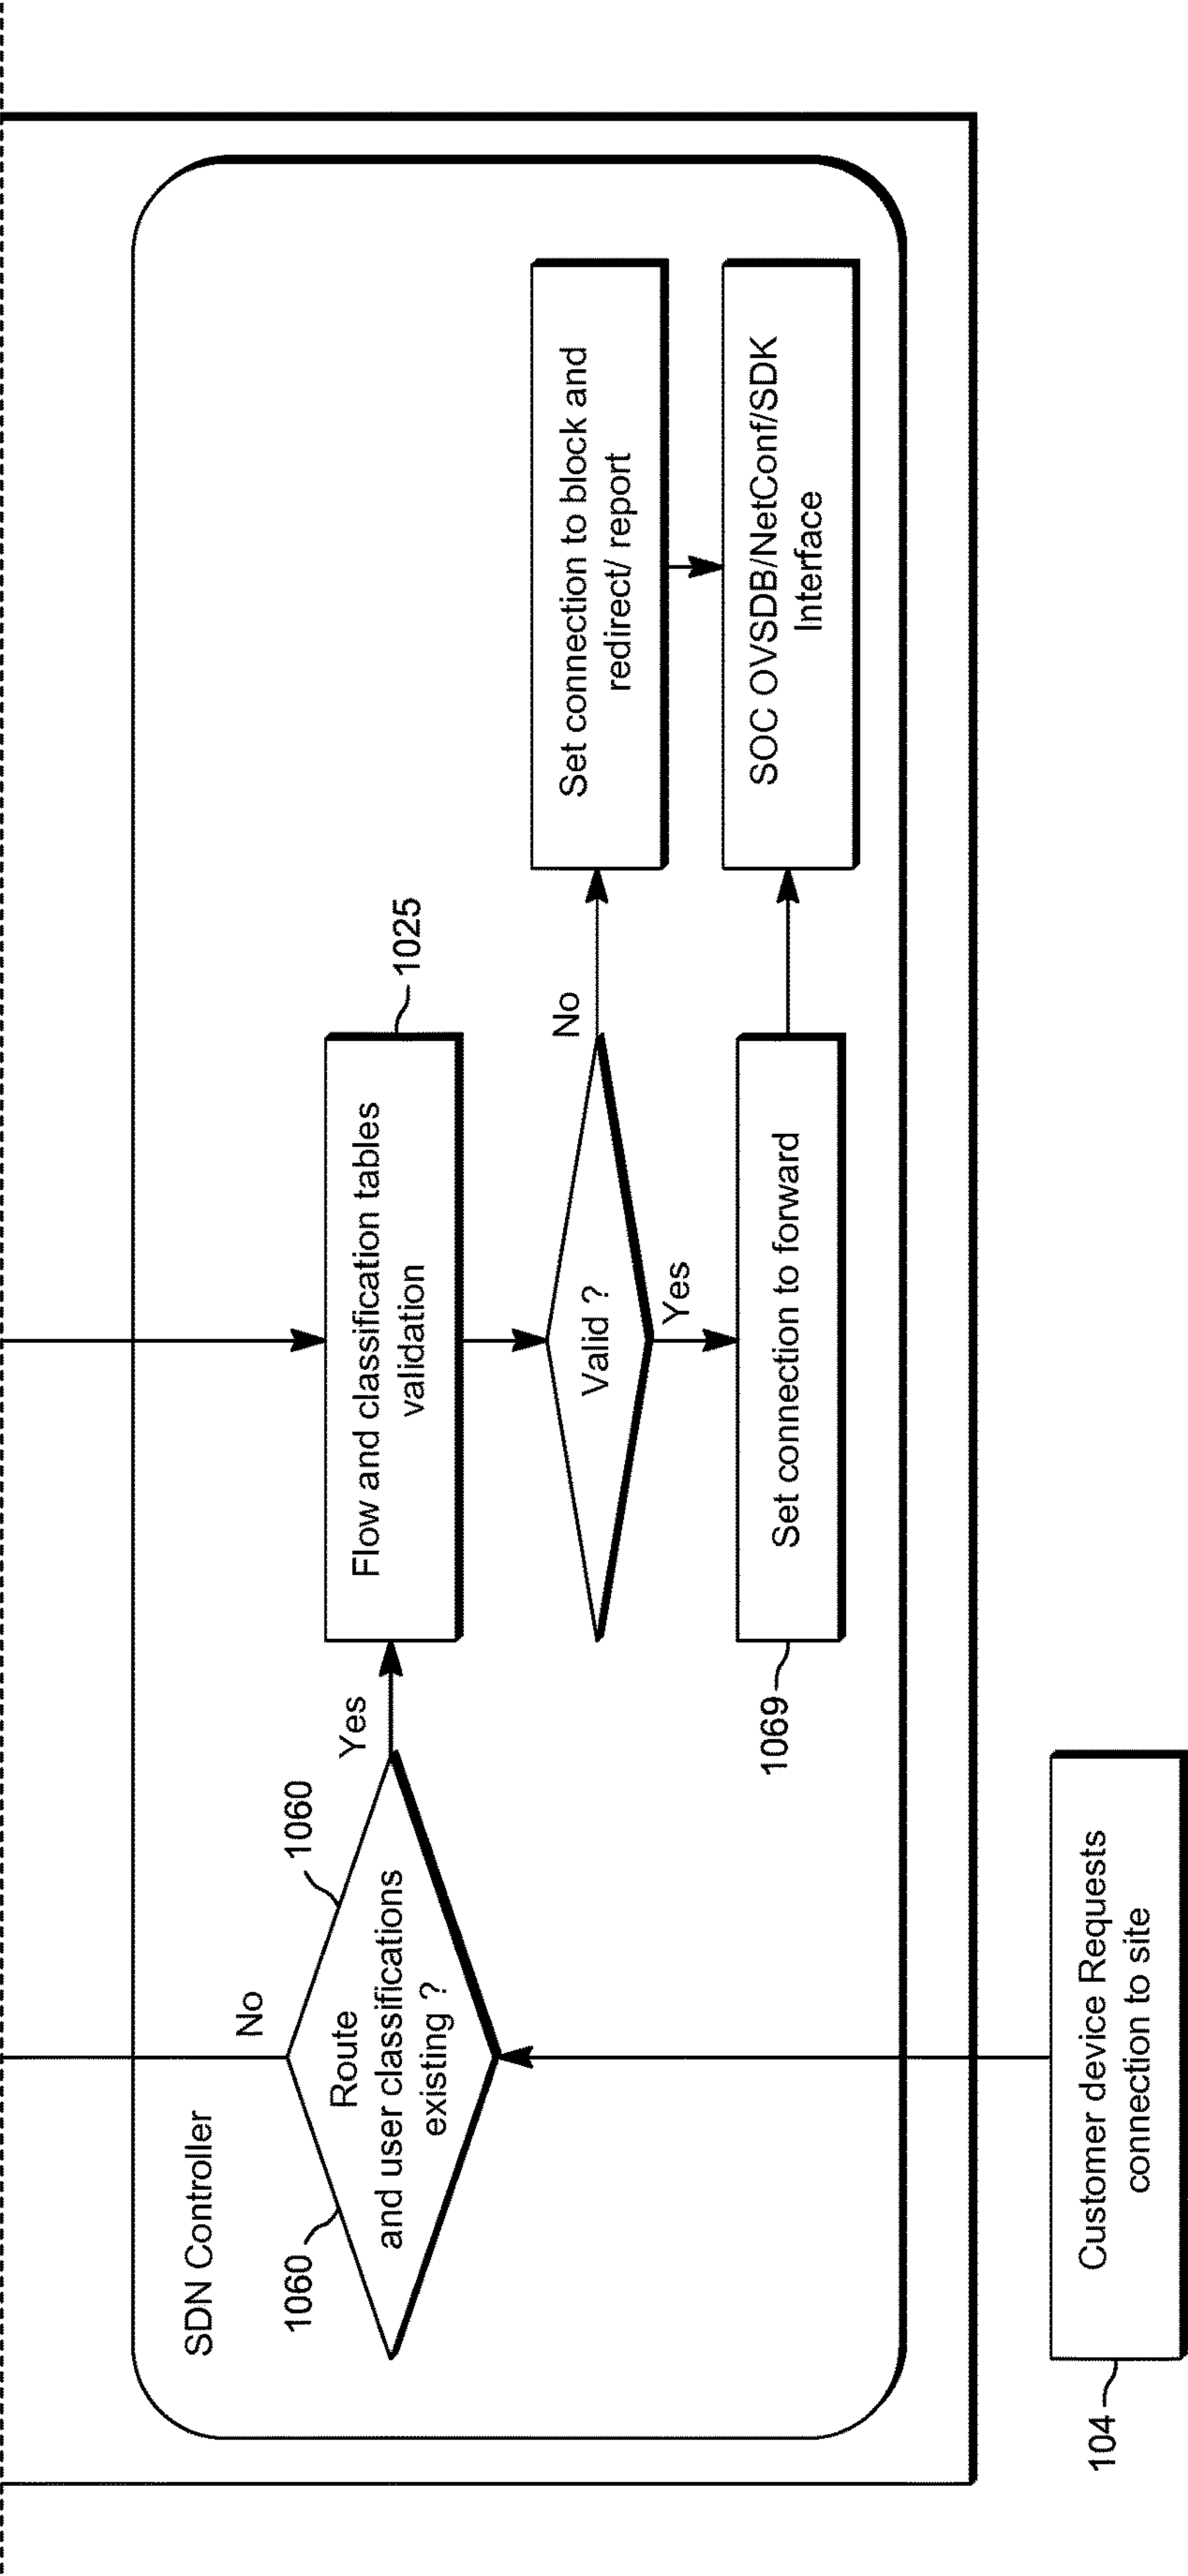 SDN Controller
No
1060
1060
Route
and user classifications
existing ?
Yes
Flow and classification tables
validation
1025
Valid ?
No
Set connection to block and
redirect/ report
Yes
Set connection to forward
1069
SOC OVSDB/NetConf/SDK
Interface
104
Customer device Requests
connection to site